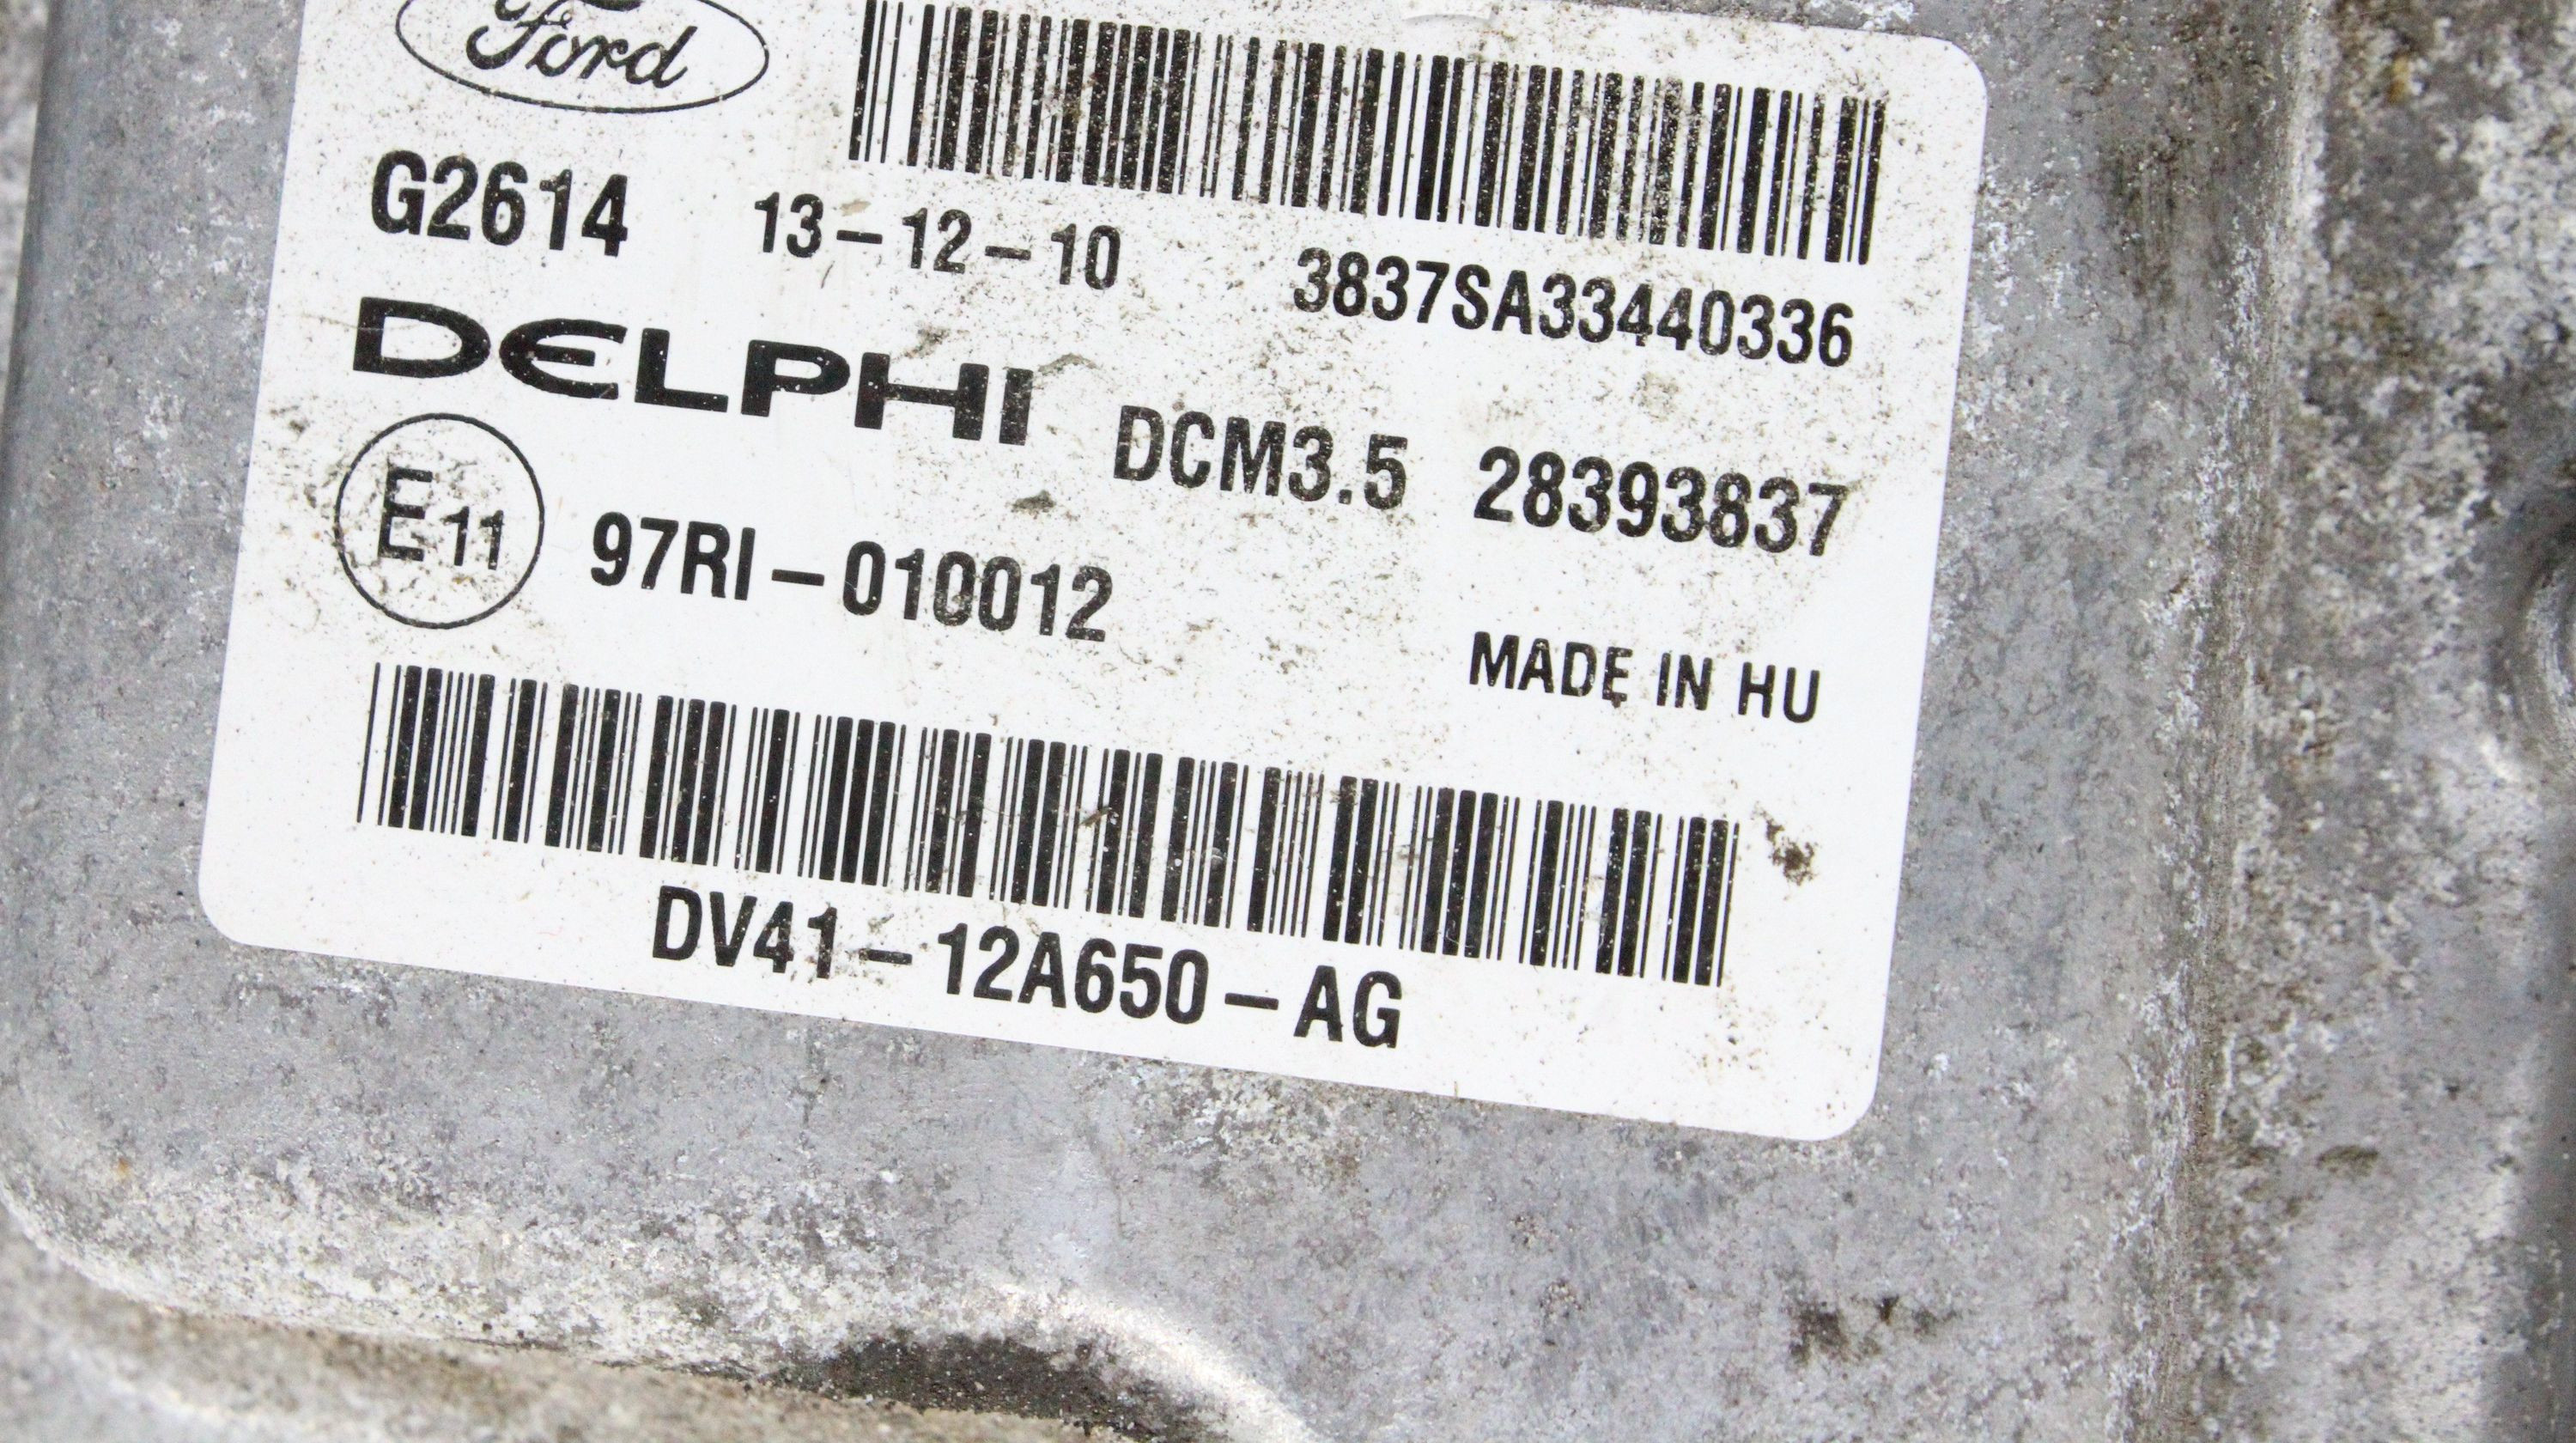 Ford
G2614 13-12-10 3837SA33440336
DELPHI DCM3.5 28393837
E11 97RI-010012
MADE IN HU
DV41-12A650-AG